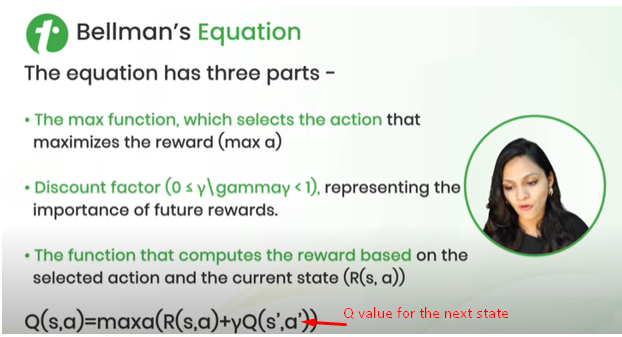 Bellman's Equation
The equation has three parts -
• The max function, which selects the action that
maximizes the reward (max a)
• Discount factor (0 ≤ γ\gammaγ < 1), representing the
importance of future rewards.
• The function that computes the reward based on the
selected action and the current state (R(s, a))
Q(s,a)=maxa(R(s,a)+γQ(s',a'))
Q value for the next state